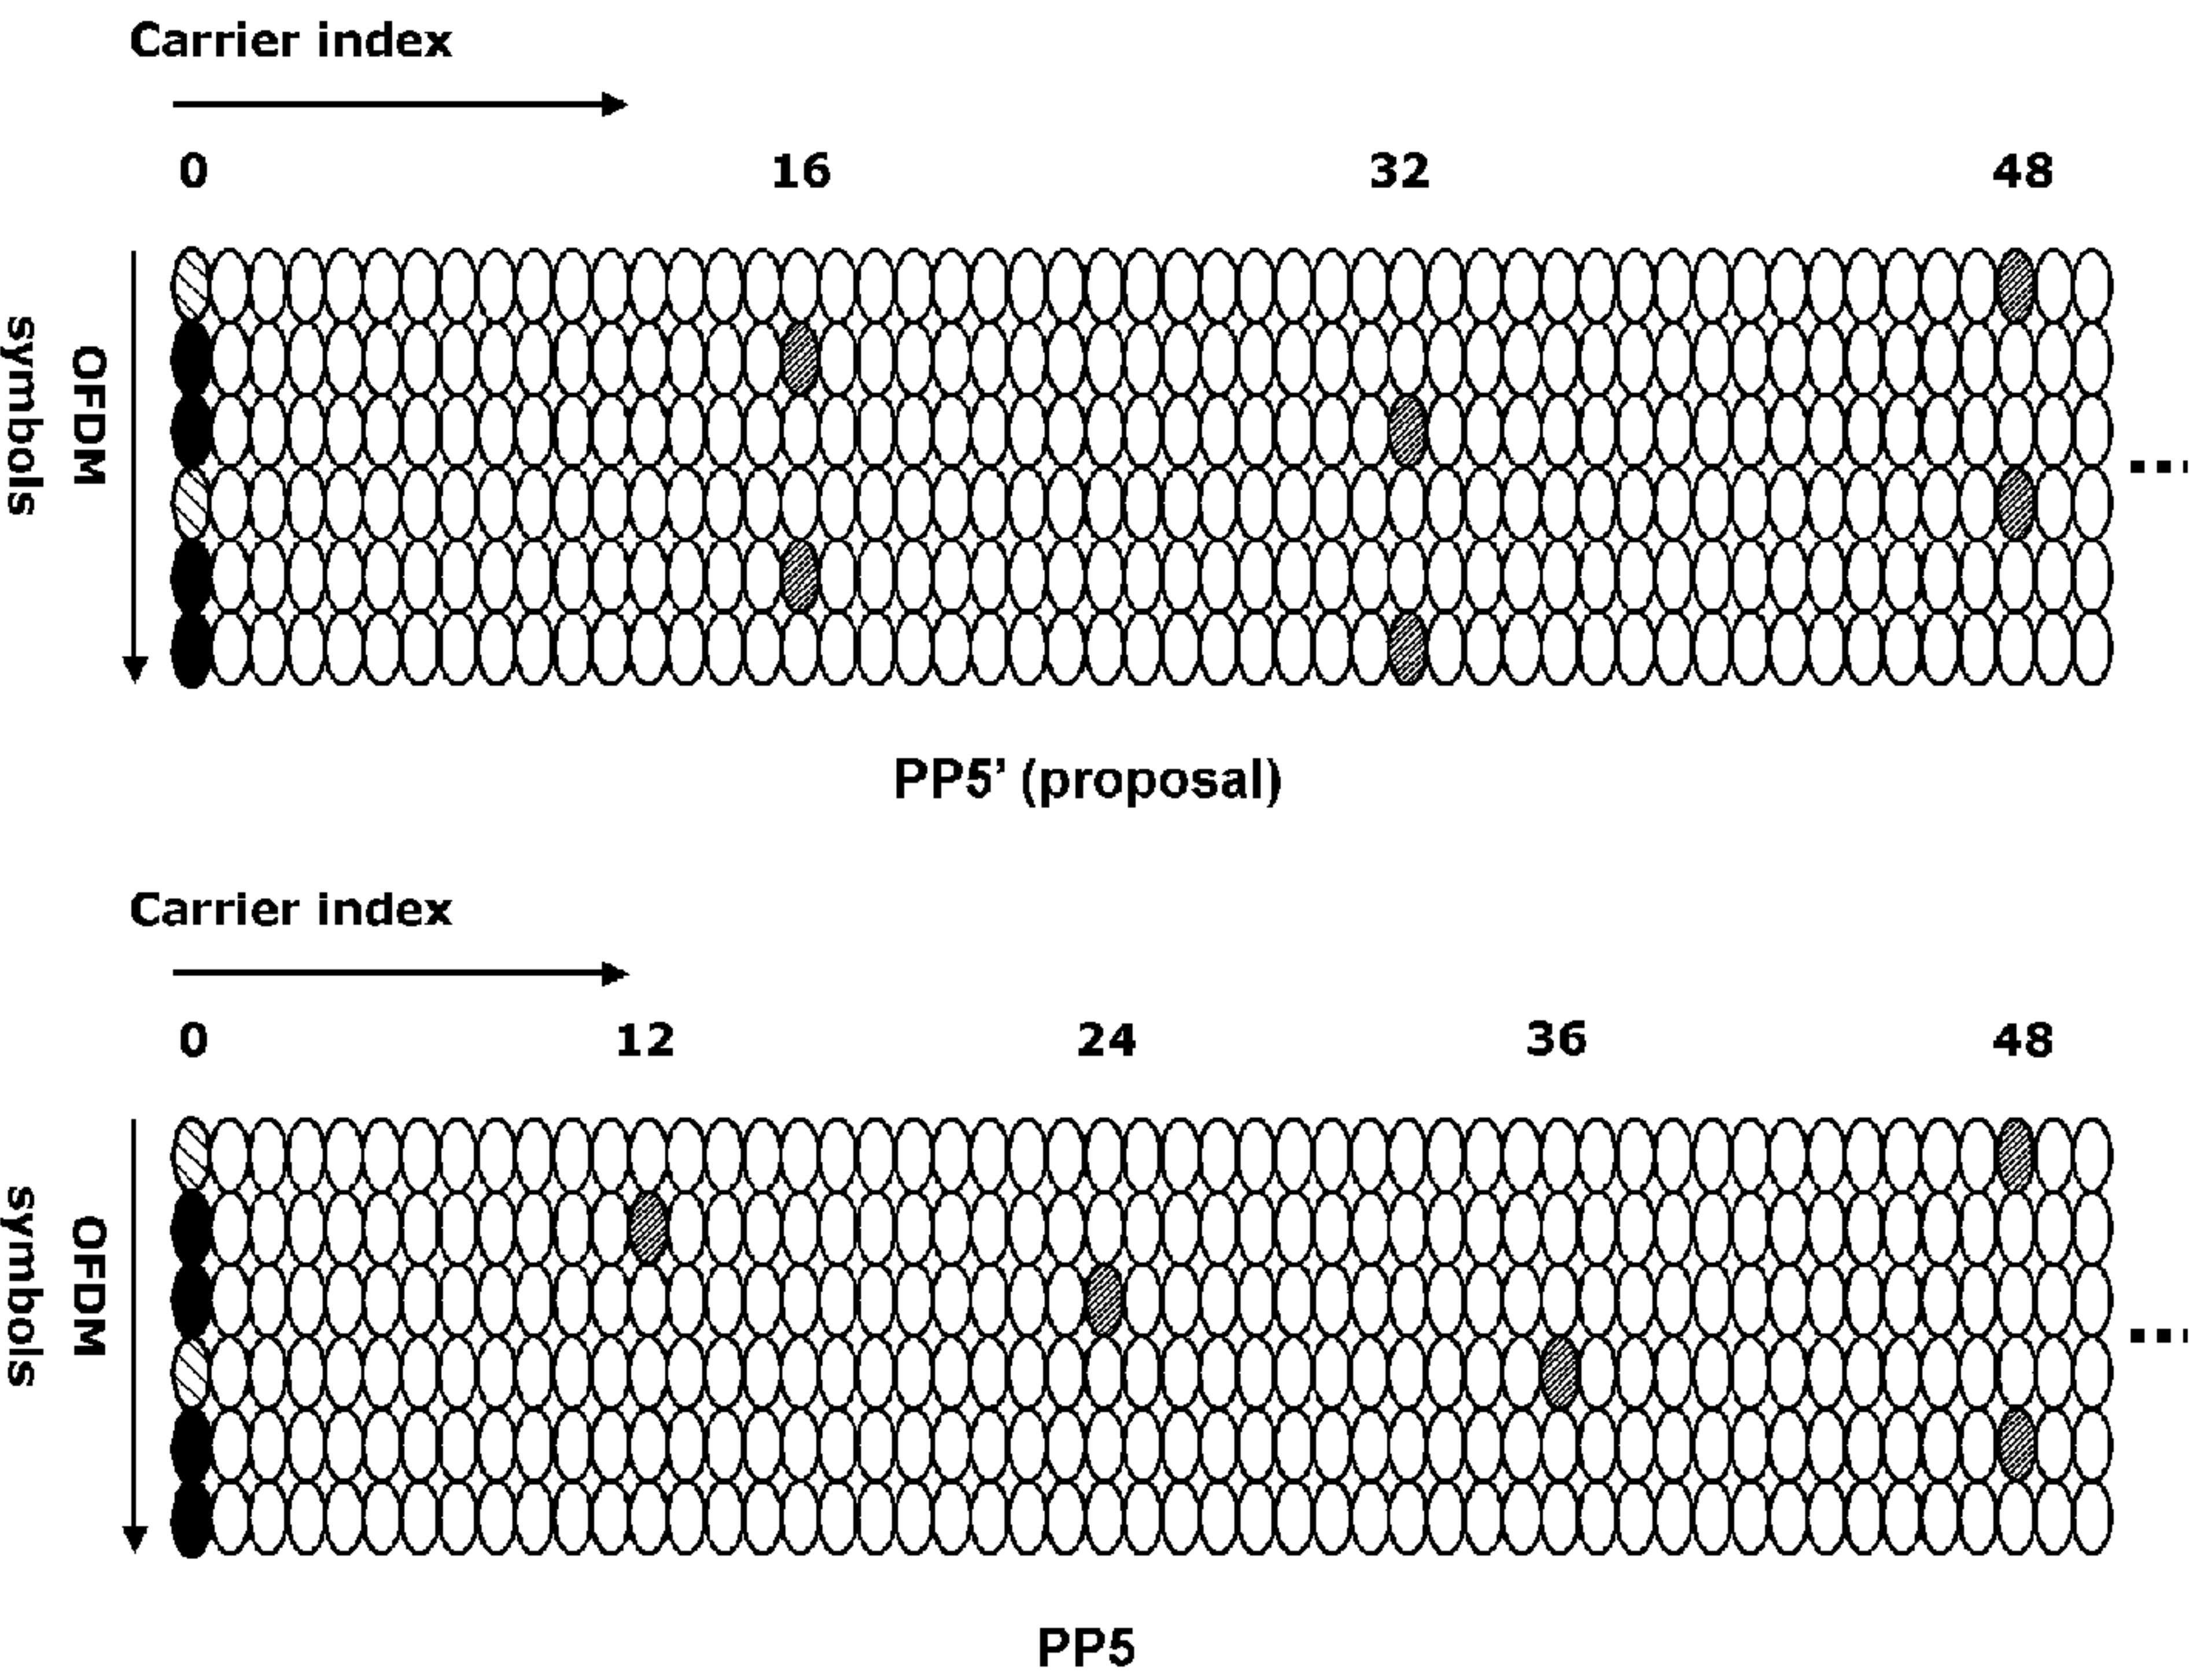 Carrier index
0 16 32 48
OFDM
symbols
PP5' (proposal)
Carrier index
0 12 24 36 48
OFDM
symbols
PP5